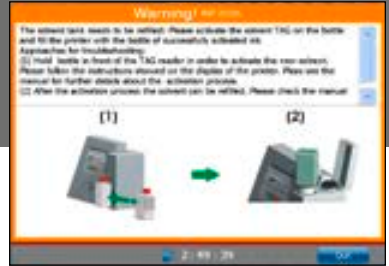 Warning!
The solvent tank needs to be refilled. Please activate the solvent TAG on the bottle
and fill the printer with the bottle of successfully activated ink
Approaches for troubleshooting:
(1) Hold bottle in front of the TAG reader in order to activate the new solvent.
Please follow the instructions showed on the display of the printer. Pleas see the
manual for further details about the activation process.
(2) After the activation process the solvent can be refilled. Please check the manual
(1)
(2)